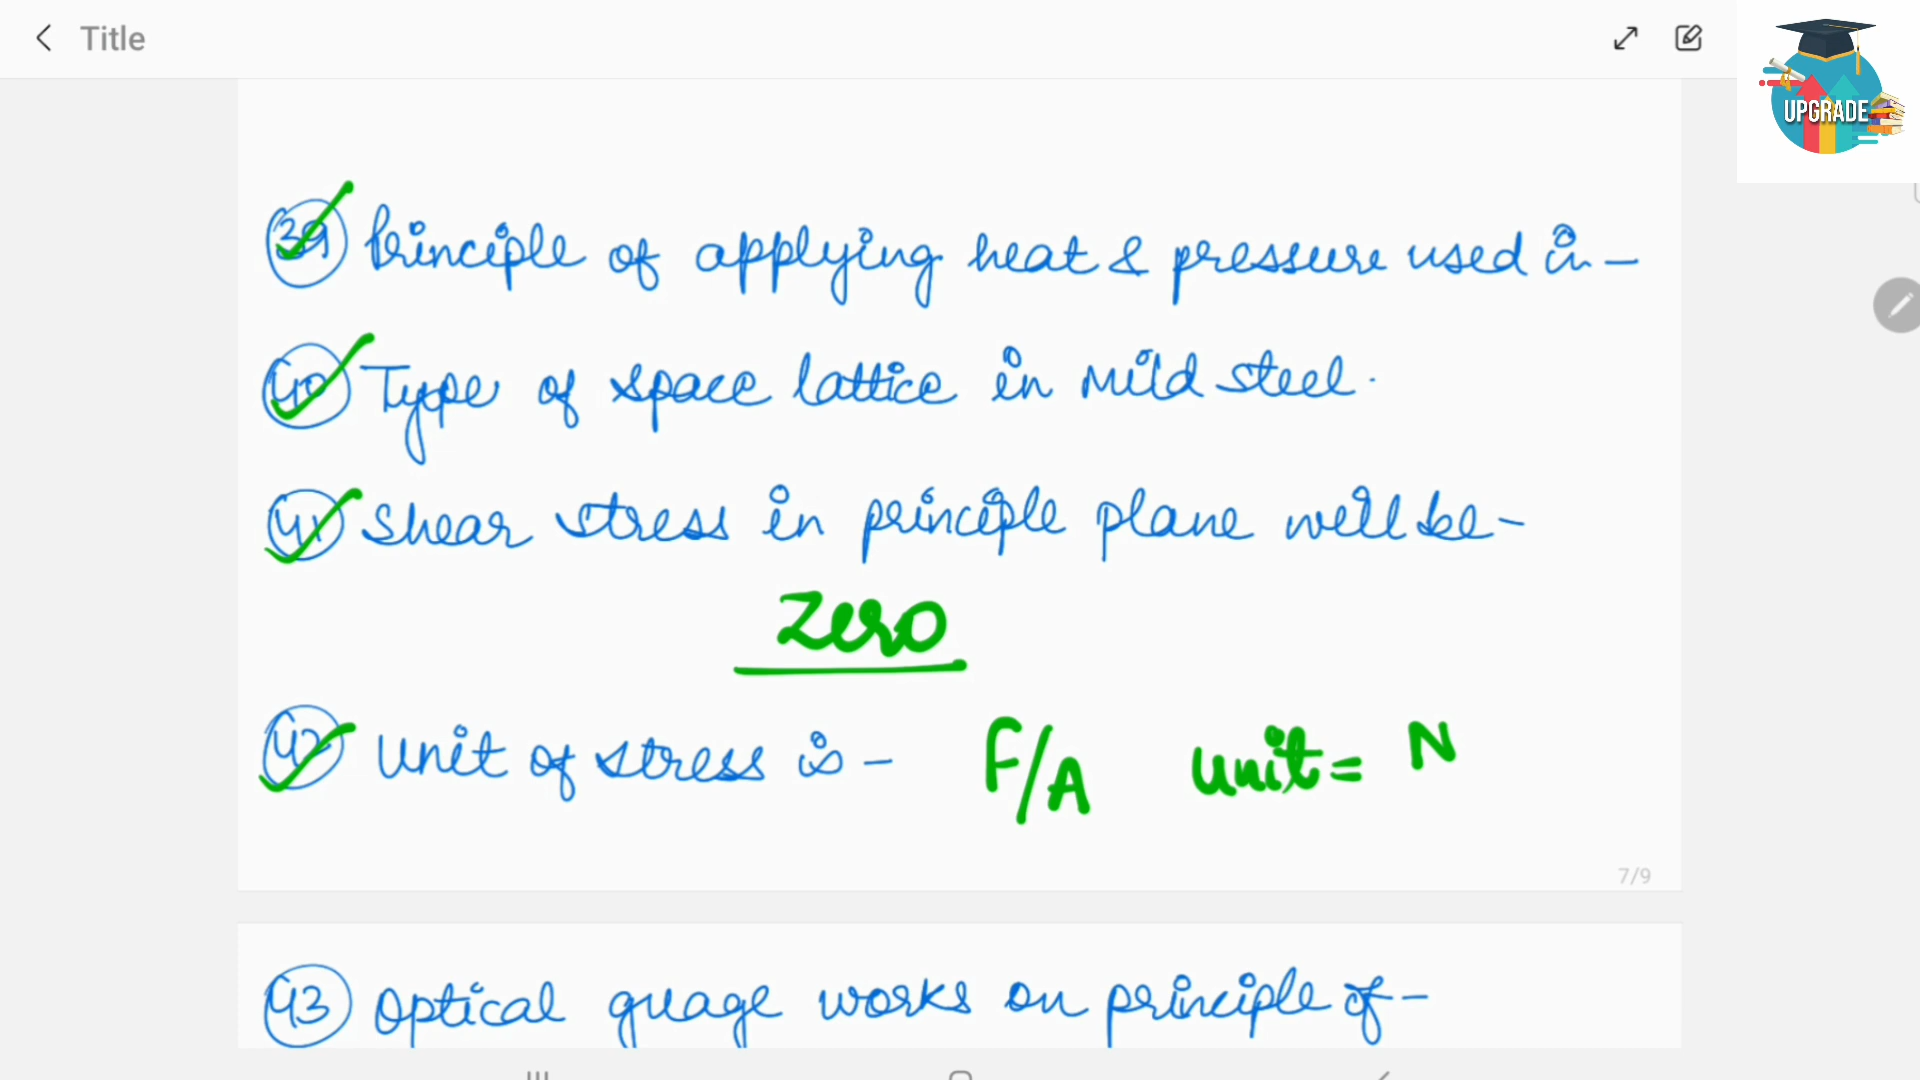 Title
UPGRADE
39 Principle of applying heat & pressure used in -
40 Type of space lattice in Mild steel.
41 Shear stress in principle plane will be -
Zero
42 Unit of stress is - F/A unit = N
7/9
43 Optical guage works on principle of -